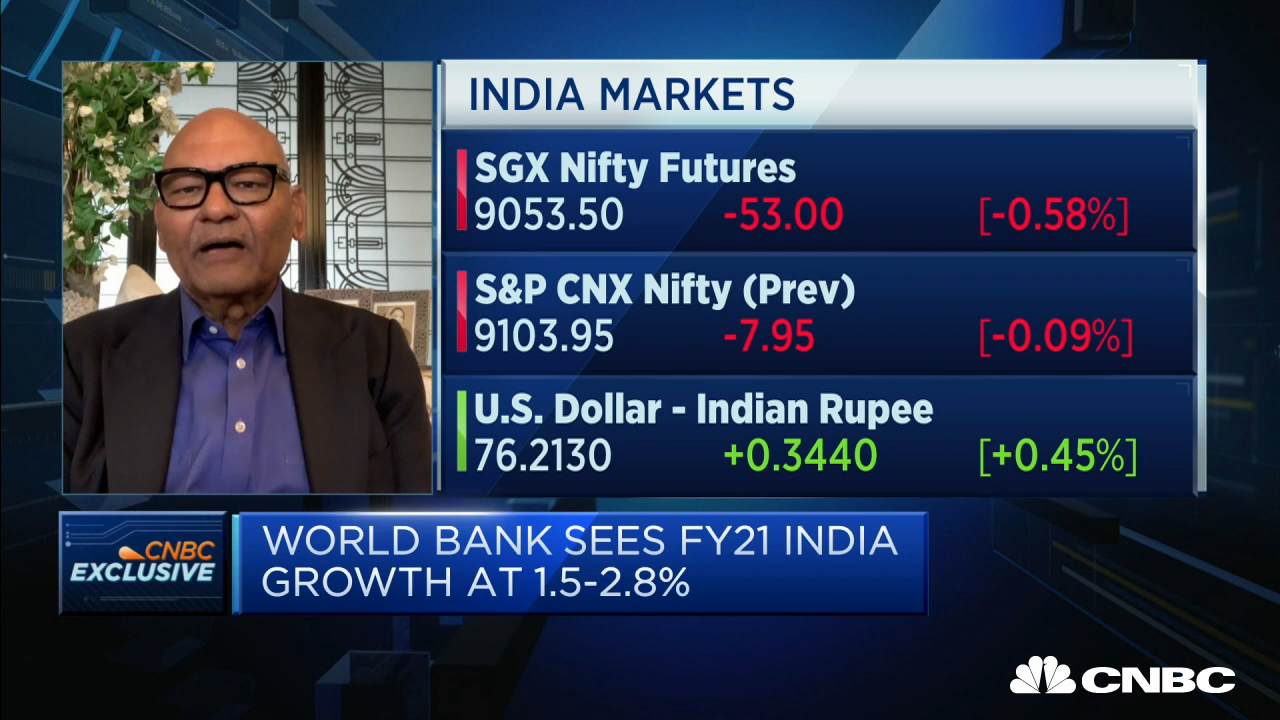 INDIA MARKETS
SGX Nifty Futures
9053.50 -53.00 [-0.58%]
S&P CNX Nifty (Prev)
9103.95 -7.95 [-0.09%]
U.S. Dollar - Indian Rupee
76.2130 +0.3440 [+0.45%]
CNBC
EXCLUSIVE
WORLD BANK SEES FY21 INDIA
GROWTH AT 1.5-2.8%
CNBC